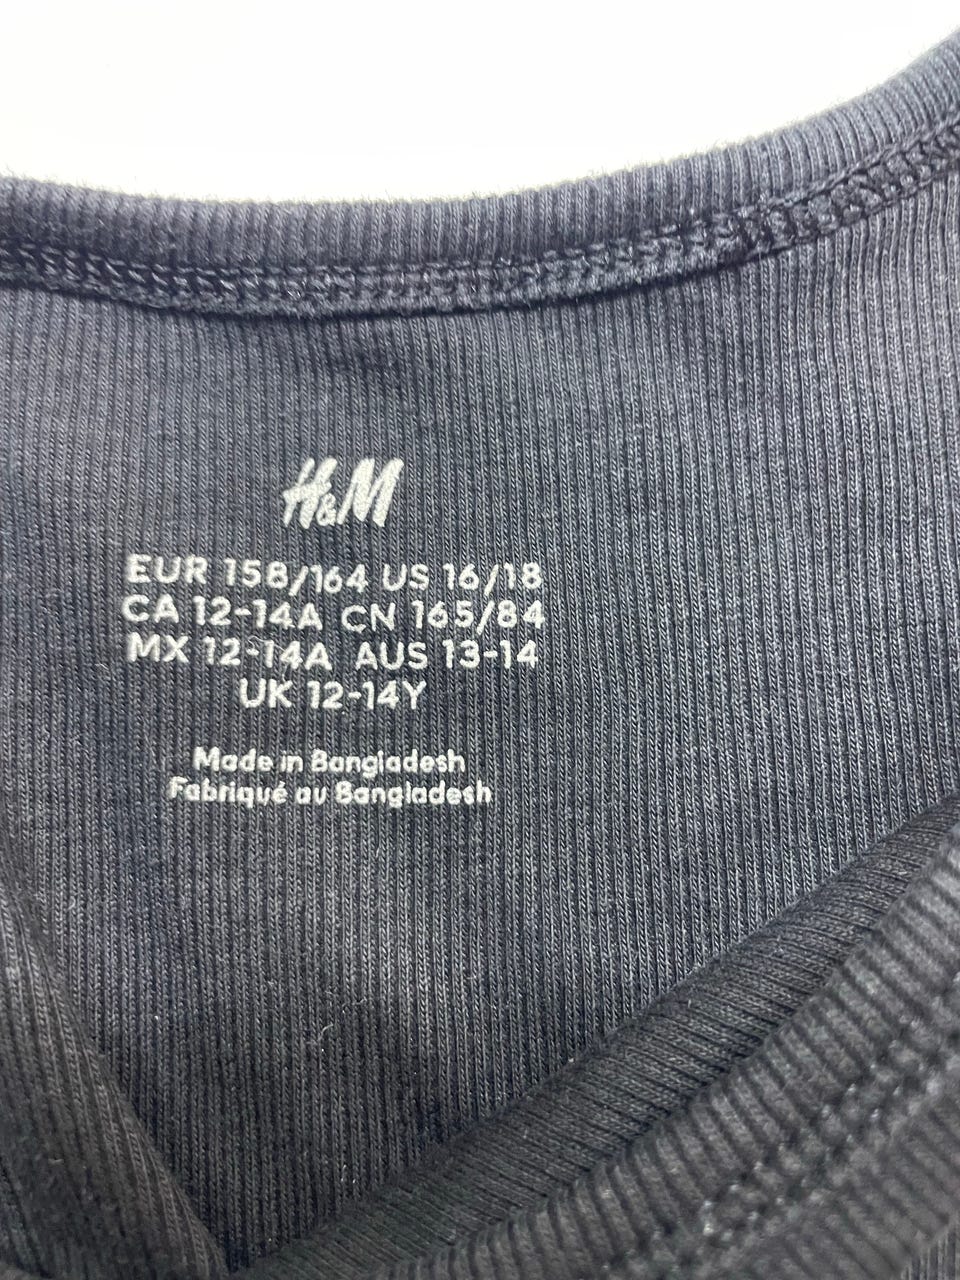 H&M
EUR 158/164 US 16/18
CA 12-14A CN 165/84
MX 12-14A AUS 13-14
UK 12-14Y
Made in Bangladesh
Fabriqué au Bangladesh